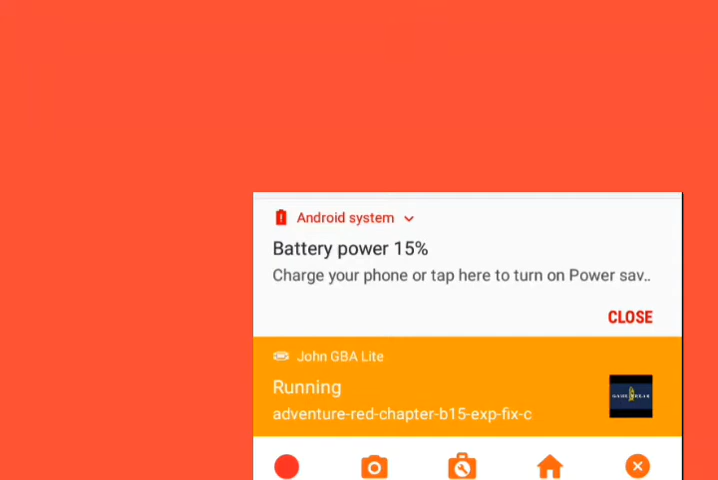 Android system
Battery power 15%
Charge your phone or tap here to turn on Power sav..
CLOSE
John GBA Lite
Running
adventure-red-chapter-b15-exp-fix-c